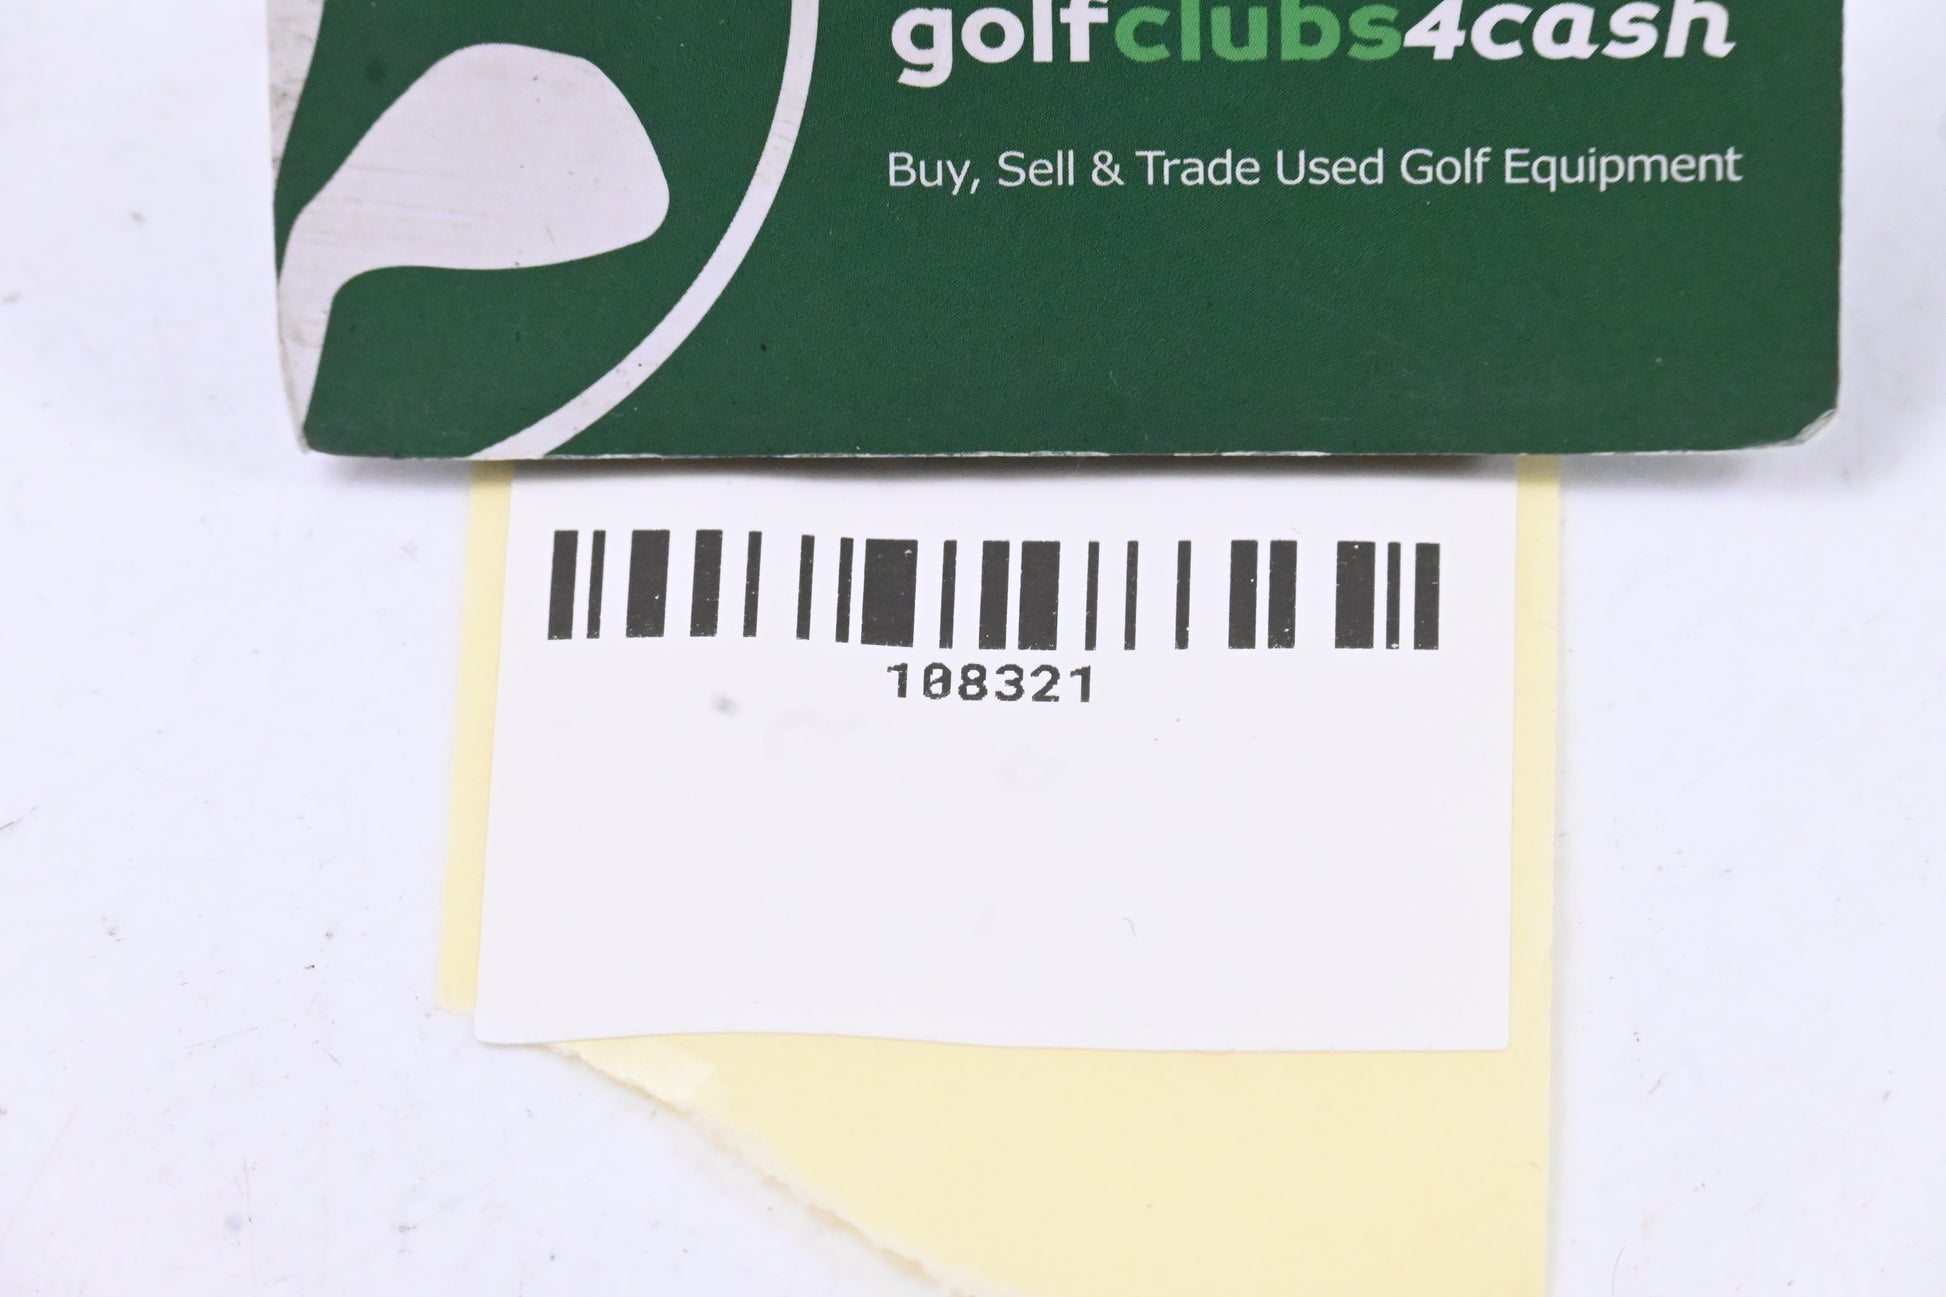 golfclubs4cash
Buy, Sell & Trade Used Golf Equipment
108321